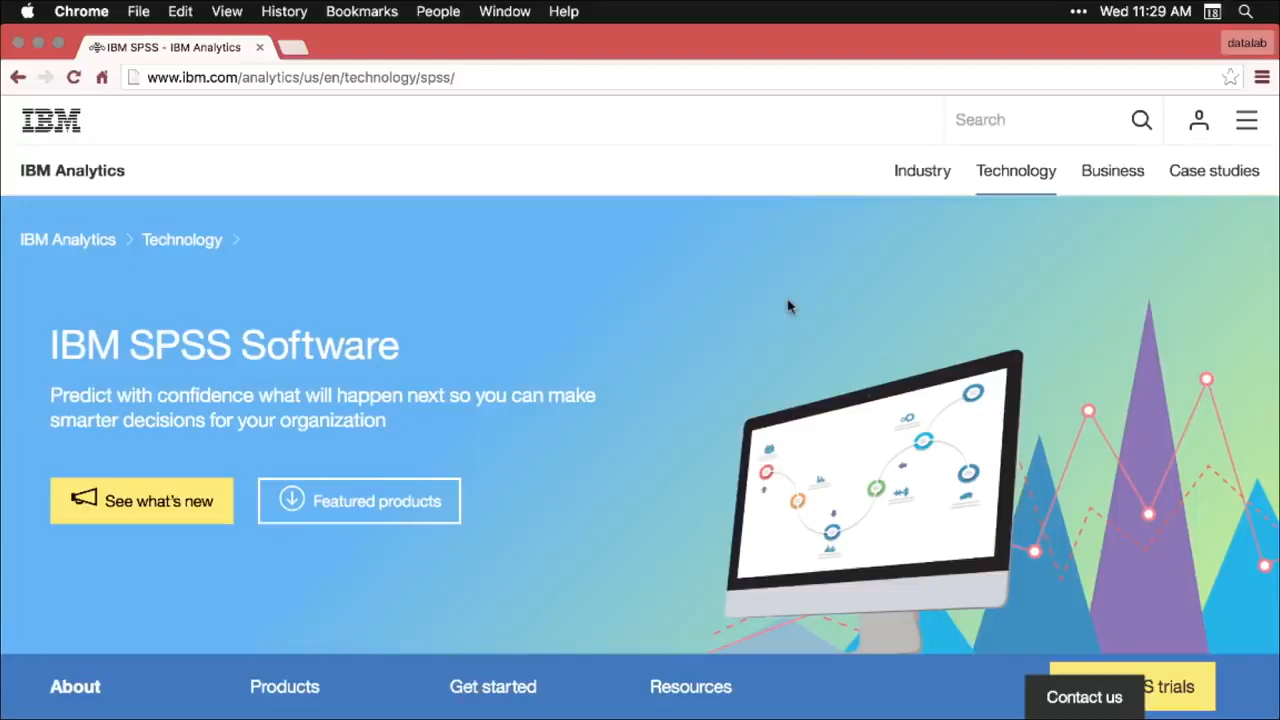 Chrome File Edit View History Bookmarks People Window Help ••• Wed 11:29 AM 18
IBM SPSS - IBM Analytics × datalab
www.ibm.com/analytics/us/en/technology/spss/
IBM Search
IBM Analytics Industry Technology Business Case studies
IBM Analytics > Technology >
IBM SPSS Software
Predict with confidence what will happen next so you can make
smarter decisions for your organization
See what's new Featured products
About Products Get started Resources S trials
Contact us